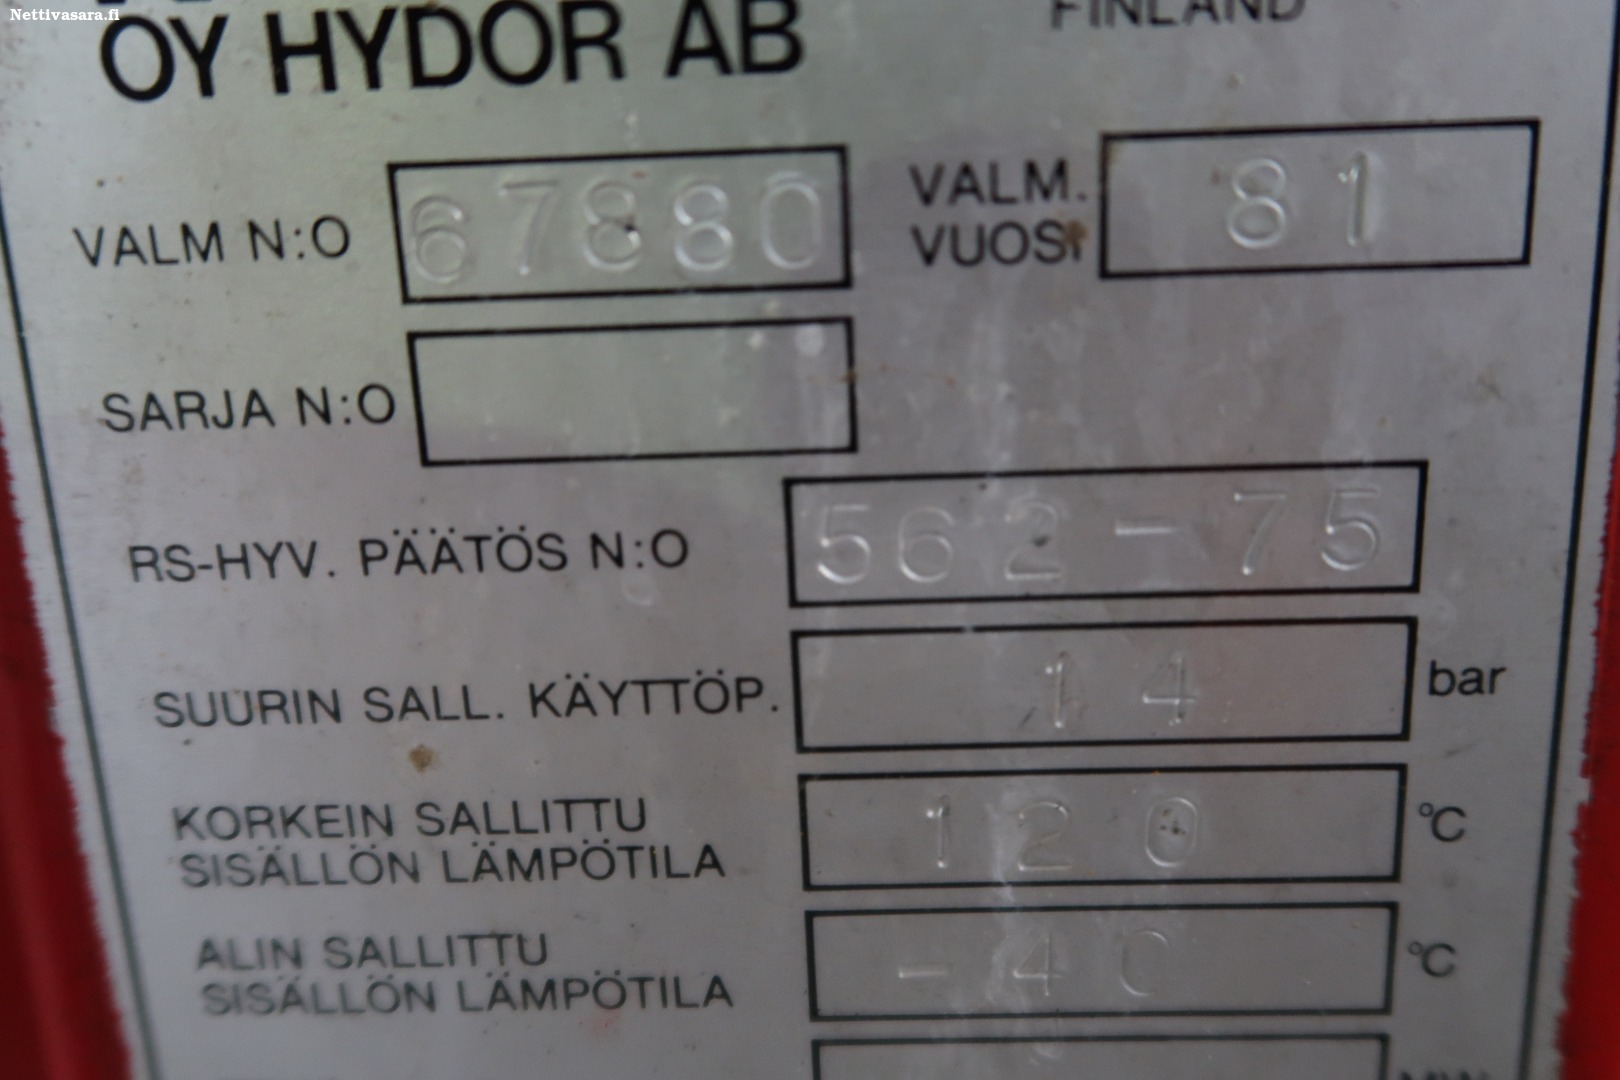 Nettivasara.fi
OY HYDOR AB
FINLAND
VALM N:O 67880
VALM. VUOSI 81
SARJA N:O
RS-HYV. PÄÄTÖS N:O 562-75
SUURIN SALL. KÄYTTÖP. 14 bar
KORKEIN SALLITTU
SISÄLLÖN LÄMPÖTILA 120 °C
ALIN SALLITTU
SISÄLLÖN LÄMPÖTILA -40 °C